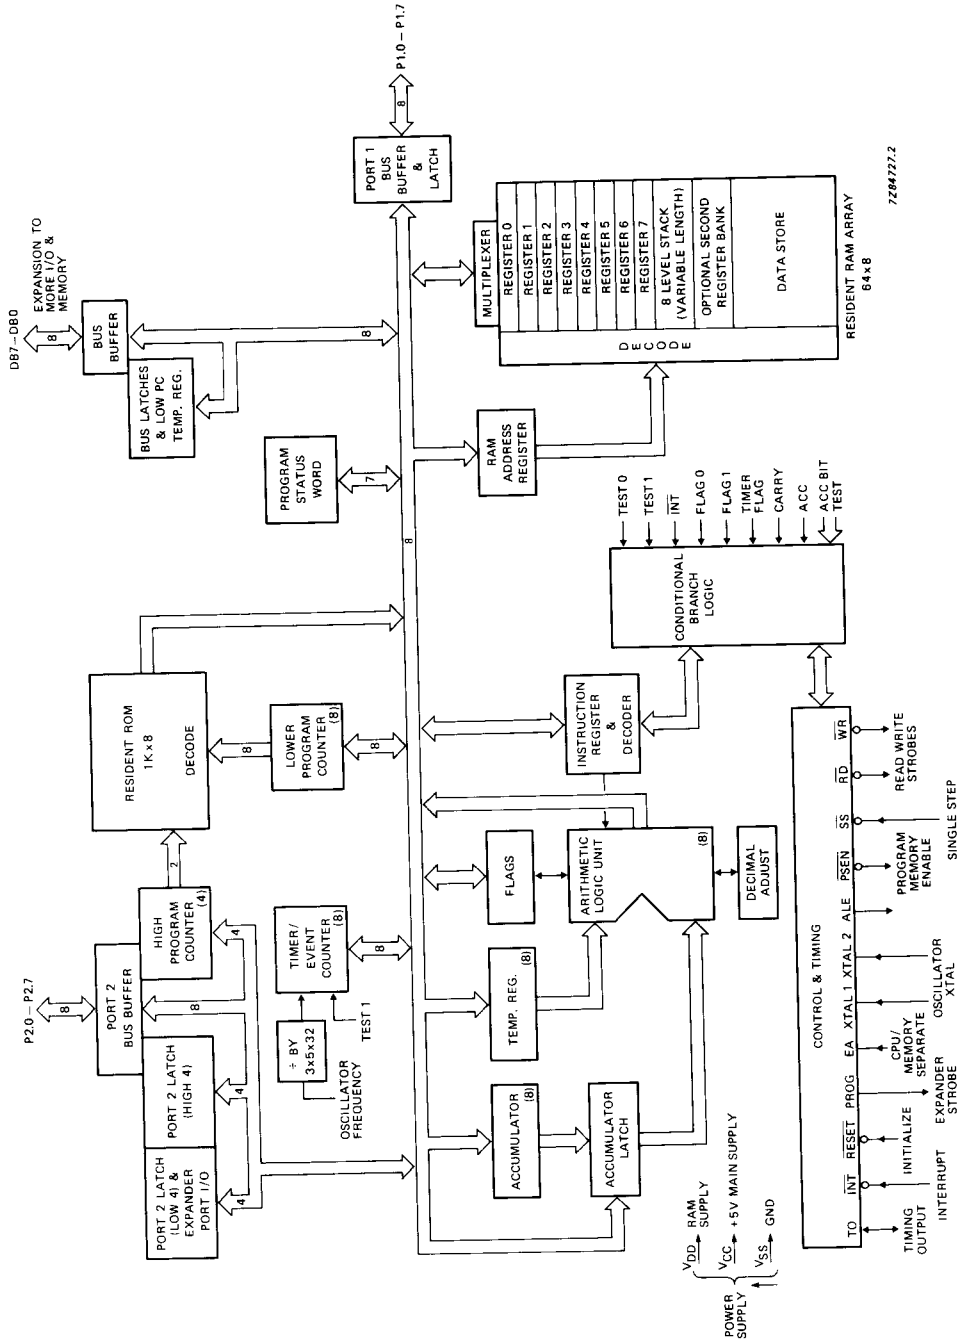 P2.0 – P2.7
8
PORT 2
BUS BUFFER
PORT 2 LATCH
(LOW 4) &
EXPANDER
PORT I/O
PORT 2 LATCH
(HIGH 4)
HIGH
PROGRAM
COUNTER
(4)
4
4
8
4
2
RESIDENT ROM
1K x 8
DECODE
8
LOWER
PROGRAM
COUNTER
(8)
8
÷ BY
3x5x32
OSCILLATOR
FREQUENCY
TEST 1
TIMER/
EVENT
COUNTER
(8)
8
PROGRAM
STATUS
WORD
7
DB7–DB0
8
EXPANSION TO
MORE I/O &
MEMORY
BUS
BUFFER
BUS LATCHES
& LOW PC
TEMP. REG.
8
8
PORT 1
BUS
BUFFER
&
LATCH
8
P1.0 – P1.7
ACCUMULATOR
(8)
ACCUMULATOR
LATCH
TEMP. REG.
(8)
FLAGS
ARITHMETIC
LOGIC UNIT
(8)
DECIMAL
ADJUST
INSTRUCTION
REGISTER
&
DECODER
RAM
ADDRESS
REGISTER
MULTIPLEXER
DECODE
REGISTER 0
REGISTER 1
REGISTER 2
REGISTER 3
REGISTER 4
REGISTER 5
REGISTER 6
REGISTER 7
8 LEVEL STACK
(VARIABLE LENGTH)
OPTIONAL SECOND
REGISTER BANK
DATA STORE
RESIDENT RAM ARRAY
64x8
CONDITIONAL
BRANCH
LOGIC
TEST 0
TEST 1
INT
FLAG 0
FLAG 1
TIMER
FLAG
CARRY
ACC
ACC BIT
TEST
POWER
SUPPLY
VDD
RAM
SUPPLY
VCC
+5V MAIN SUPPLY
VSS
GND
CONTROL & TIMING
TO
INT
RESET
PROG
EA
XTAL 1
XTAL 2
ALE
PSEN
SS
RD
WR
TIMING
OUTPUT
INTERRUPT
INITIALIZE
EXPANDER
STROBE
CPU/
MEMORY
SEPARATE
OSCILLATOR
XTAL
PROGRAM
MEMORY
ENABLE
SINGLE STEP
READ WRITE
STROBES
7Z84727.2